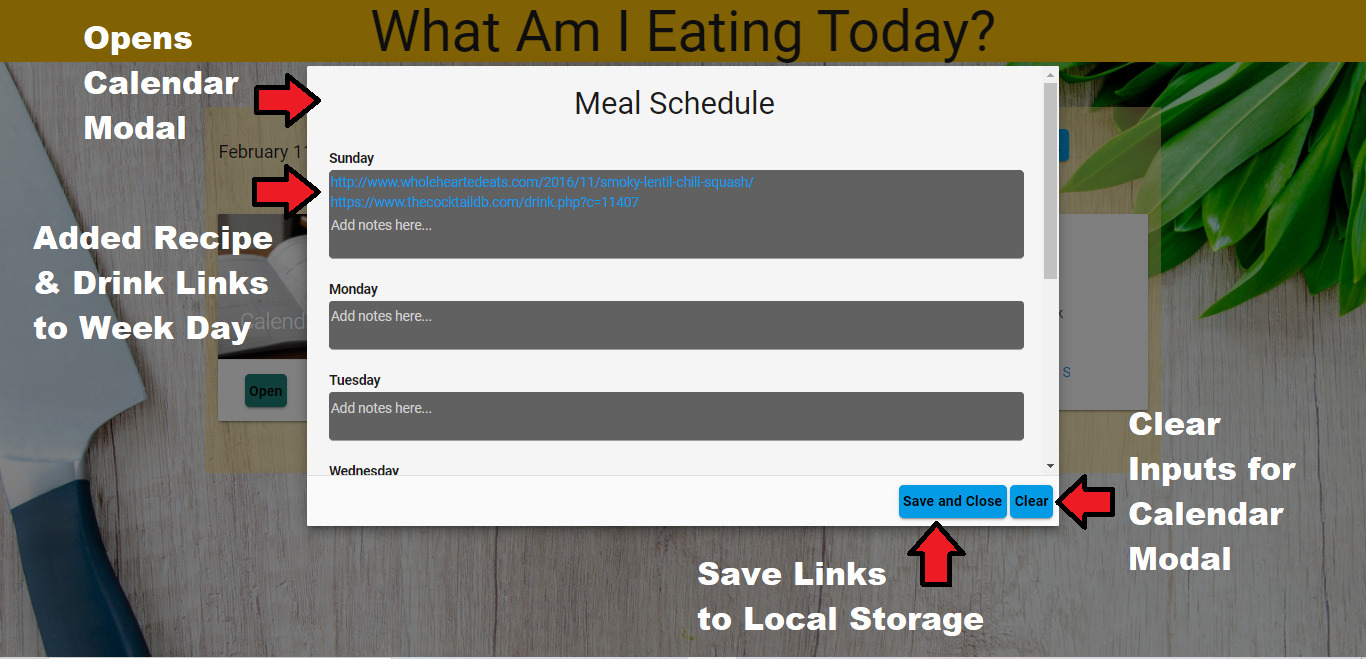 What Am I Eating Today?
Opens
Calendar
Modal
Meal Schedule
February 11
Sunday
http://www.wholeheartedeats.com/2016/11/smoky-lentil-chili-squash/
https://www.thecocktaildb.com/drink.php?c=11407
Add notes here...
Added Recipe
& Drink Links
to Week Day
Calend
Open
Monday
Add notes here...
Tuesday
Add notes here...
Wednesday
Save and Close
Clear
Clear
Inputs for
Calendar
Modal
Save Links
to Local Storage